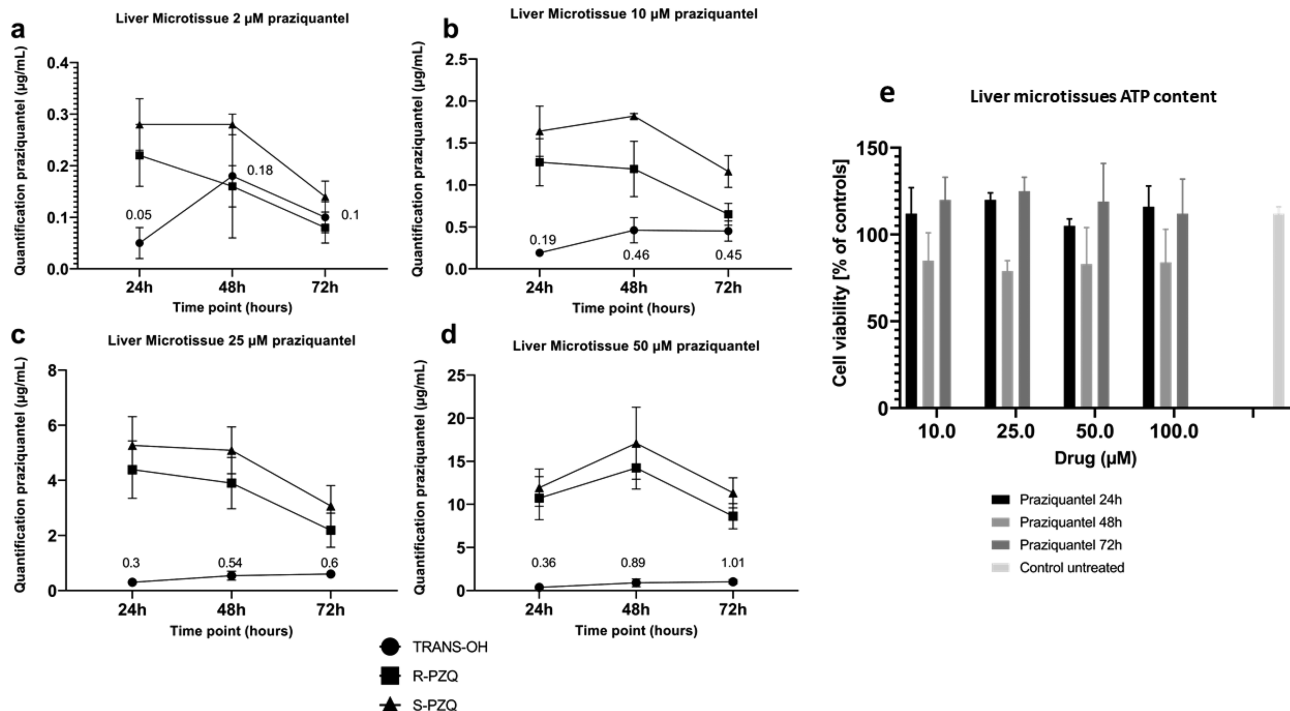 a
Liver Microtissue 2 µM praziquantel
Quantification praziquantel (µg/mL)
0.4
0.3
0.2
0.1
0.0
0.05
0.18
0.1
24h 48h 72h
Time point (hours)
b
Liver Microtissue 10 µM praziquantel
Quantification praziquantel (µg/mL)
2.5
2.0
1.5
1.0
0.5
0.0
0.19
0.46
0.45
24h 48h 72h
Time point (hours)
c
Liver Microtissue 25 µM praziquantel
Quantification praziquantel (µg/mL)
8
6
4
2
0
0.3
0.54
0.6
24h 48h 72h
Time point (hours)
d
Liver Microtissue 50 µM praziquantel
Quantification praziquantel (µg/mL)
25
20
15
10
5
0
0.36
0.89
1.01
24h 48h 72h
Time point (hours)
TRANS-OH
R-PZQ
S-PZQ
e
Liver microtissues ATP content
Cell viability [% of controls]
150
100
50
0
10.0 25.0 50.0 100.0
Drug (µM)
Praziquantel 24h
Praziquantel 48h
Praziquantel 72h
Control untreated